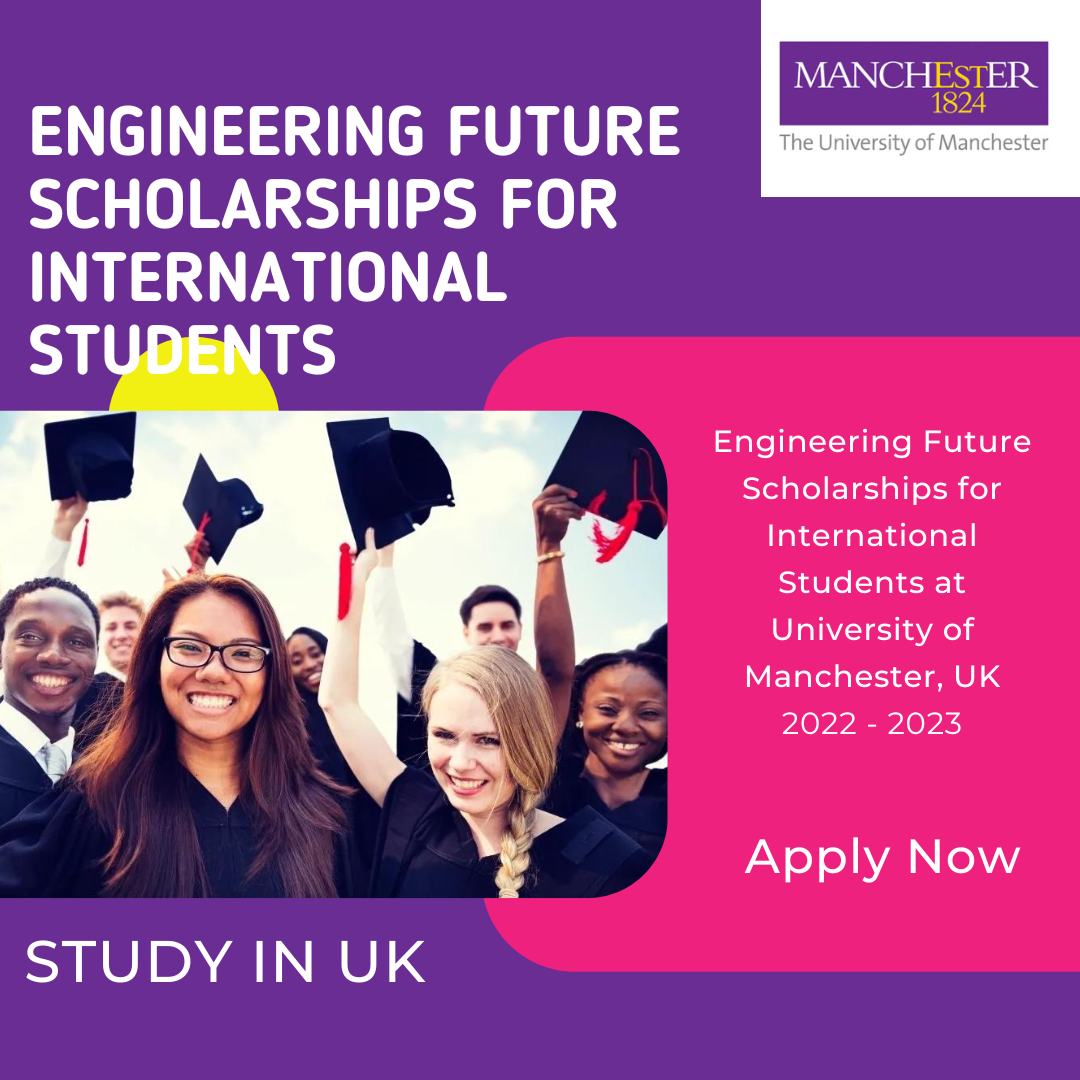 MANCHESTER
1824
The University of Manchester
ENGINEERING FUTURE
SCHOLARSHIPS FOR
INTERNATIONAL
STUDENTS
Engineering Future
Scholarships for
International
Students at
University of
Manchester, UK
2022 - 2023
Apply Now
STUDY IN UK